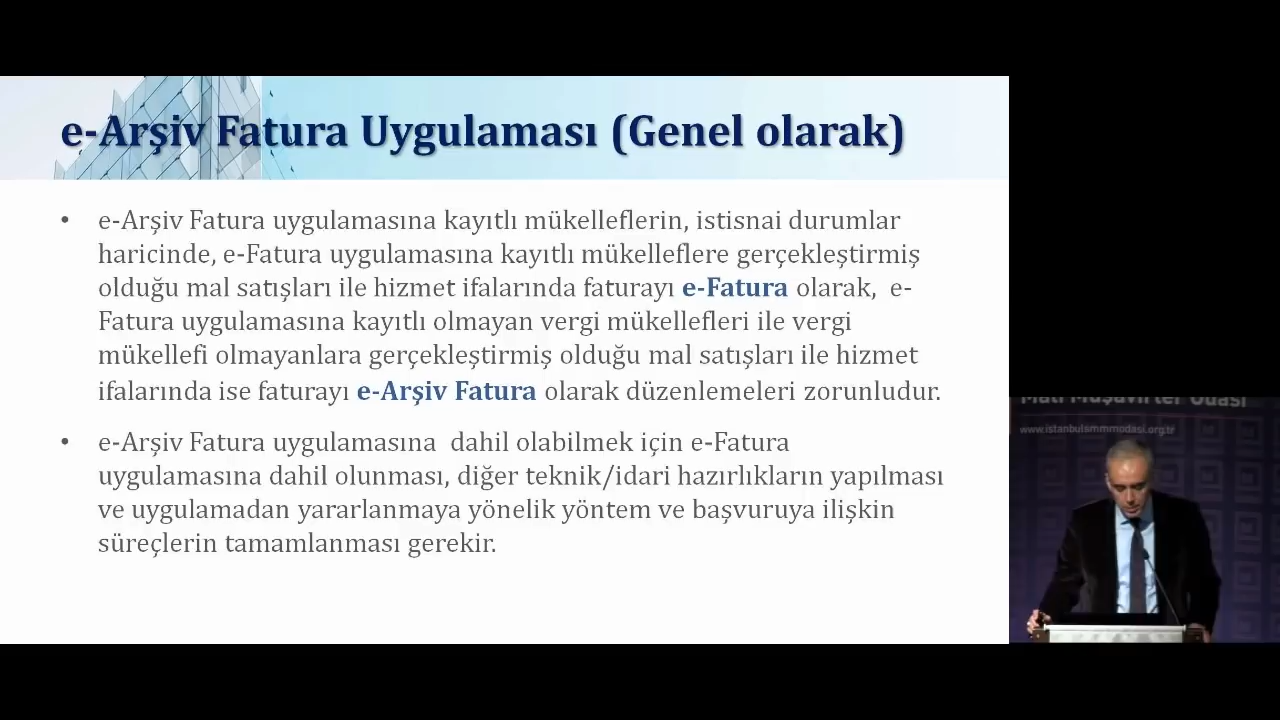 e-Arşiv Fatura Uygulaması (Genel olarak)
• e-Arşiv Fatura uygulamasına kayıtlı mükelleflerin, istisnai durumlar
haricinde, e-Fatura uygulamasına kayıtlı mükelleflere gerçekleştirmiş
olduğu mal satışları ile hizmet ifalarında faturayı e-Fatura olarak, e-
Fatura uygulamasına kayıtlı olmayan vergi mükellefleri ile vergi
mükellefi olmayanlara gerçekleştirmiş olduğu mal satışları ile hizmet
ifalarında ise faturayı e-Arşiv Fatura olarak düzenlemeleri zorunludur.
• e-Arşiv Fatura uygulamasına dahil olabilmek için e-Fatura
uygulamasına dahil olunması, diğer teknik/idari hazırlıkların yapılması
ve uygulamadan yararlanmaya yönelik yöntem ve başvuruya ilişkin
süreçlerin tamamlanması gerekir.
Mali Müşavirler Odası
www.istanbulsmmmodasi.org.tr